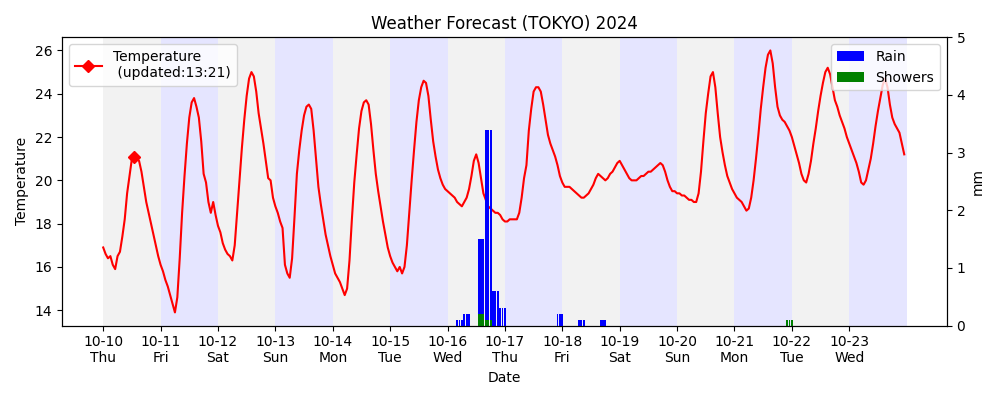 Weather Forecast (TOKYO) 2024
Temperature
(updated:13:21)
Rain
Showers
Temperature
26
24
22
20
18
16
14
5
4
3
2
1
0
mm
10-10 10-11 10-12 10-13 10-14 10-15 10-16 10-17 10-18 10-19 10-20 10-21 10-22 10-23
Thu Fri Sat Sun Mon Tue Wed Thu Fri Sat Sun Mon Tue Wed
Date